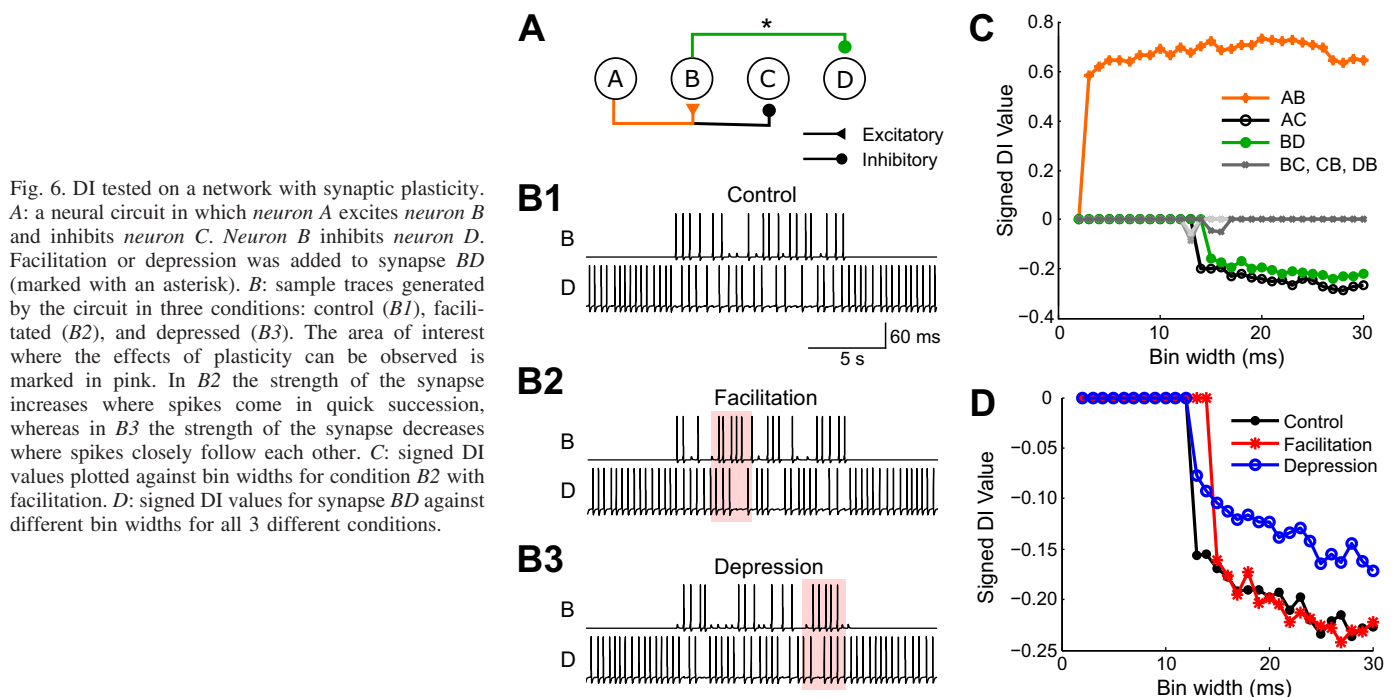 Fig. 6. DI tested on a network with synaptic plasticity.
A: a neural circuit in which neuron A excites neuron B
and inhibits neuron C. Neuron B inhibits neuron D.
Facilitation or depression was added to synapse BD
(marked with an asterisk). B: sample traces generated
by the circuit in three conditions: control (B1), facili-
tated (B2), and depressed (B3). The area of interest
where the effects of plasticity can be observed is
marked in pink. In B2 the strength of the synapse
increases where spikes come in quick succession,
whereas in B3 the strength of the synapse decreases
where spikes closely follow each other. C: signed DI
values plotted against bin widths for condition B2 with
facilitation. D: signed DI values for synapse BD against
different bin widths for all 3 different conditions.
A
*
A B C D
Excitatory
Inhibitory
B1
Control
B
D
60 ms
5 s
B2
Facilitation
B
D
B3
Depression
B
D
C
Signed DI Value
0.8
0.6
0.4
0.2
0
−0.2
−0.4
AB
AC
BD
BC, CB, DB
0 10 20 30
Bin width (ms)
D
Signed DI Value
0
−0.05
−0.10
−0.15
−0.20
−0.25
Control
Facilitation
Depression
0 10 20 30
Bin width (ms)